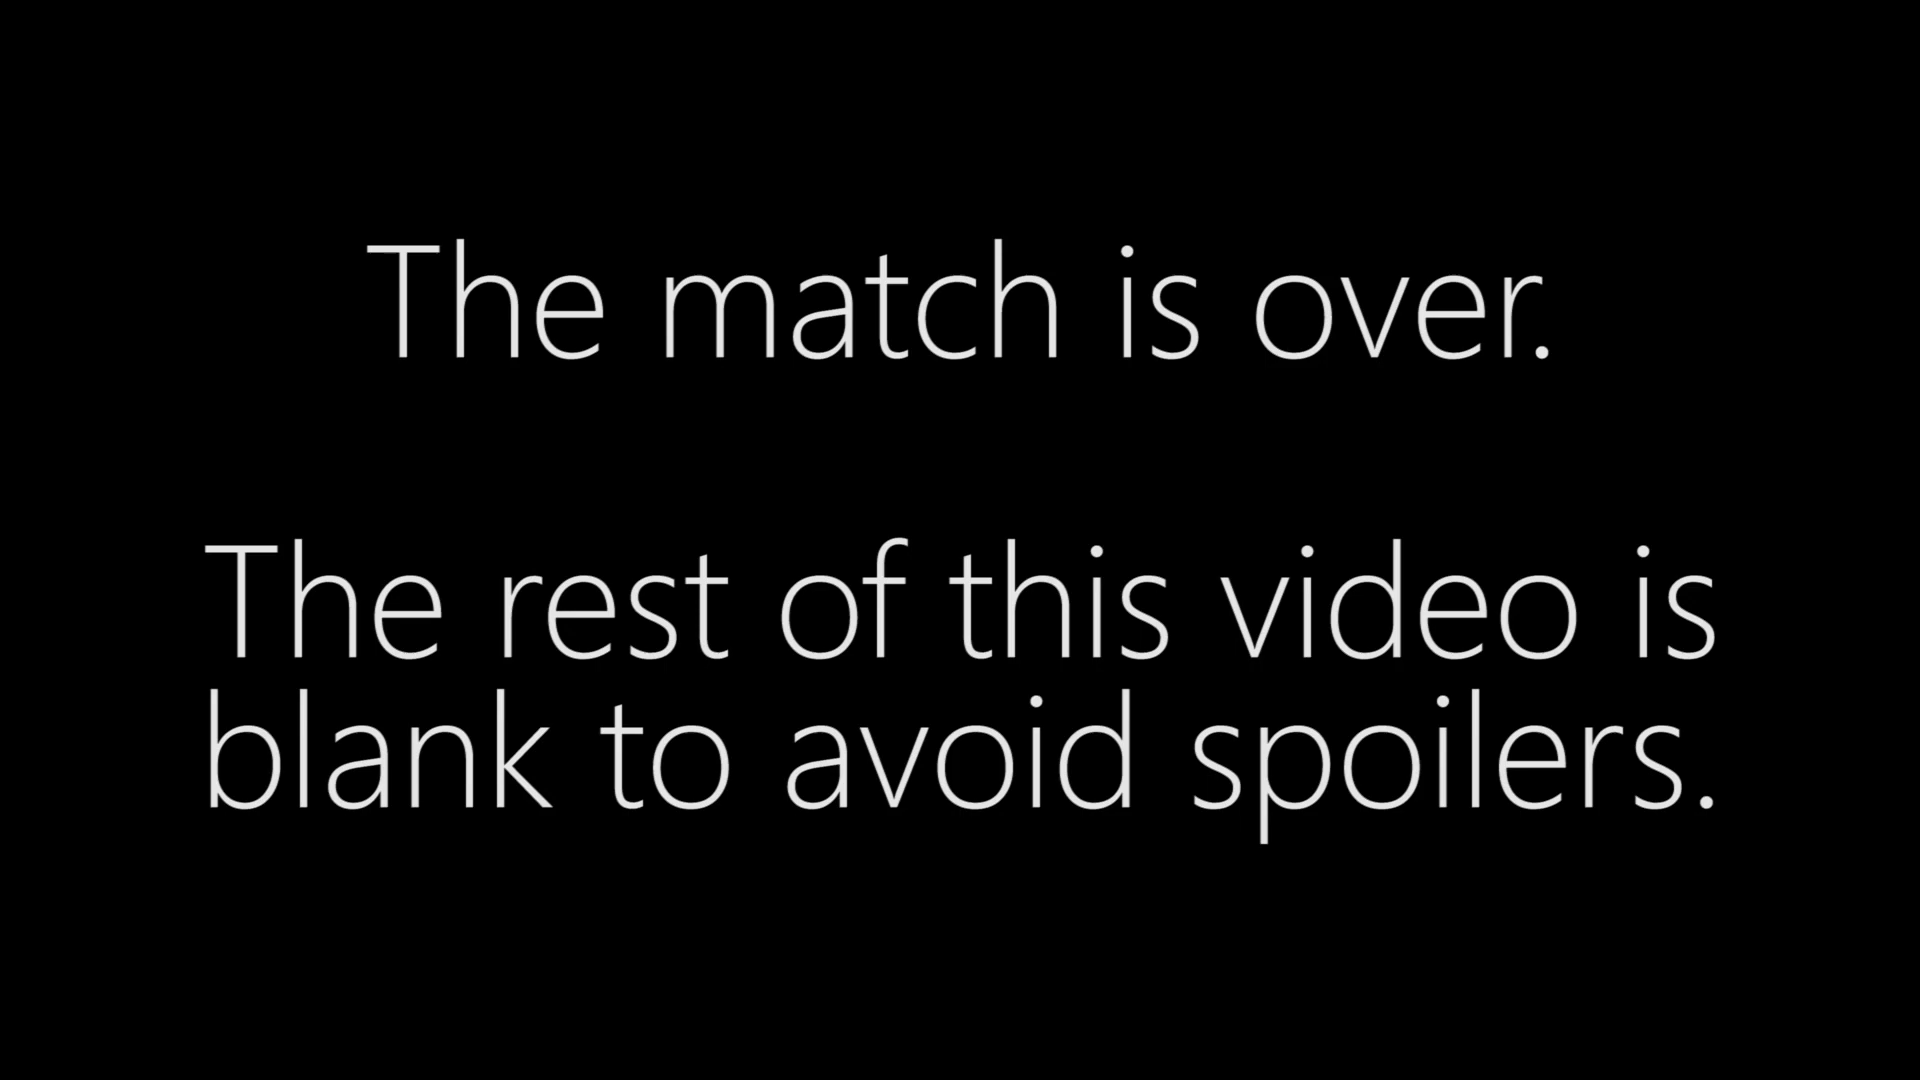 The match is over.
The rest of this video is
blank to avoid spoilers.